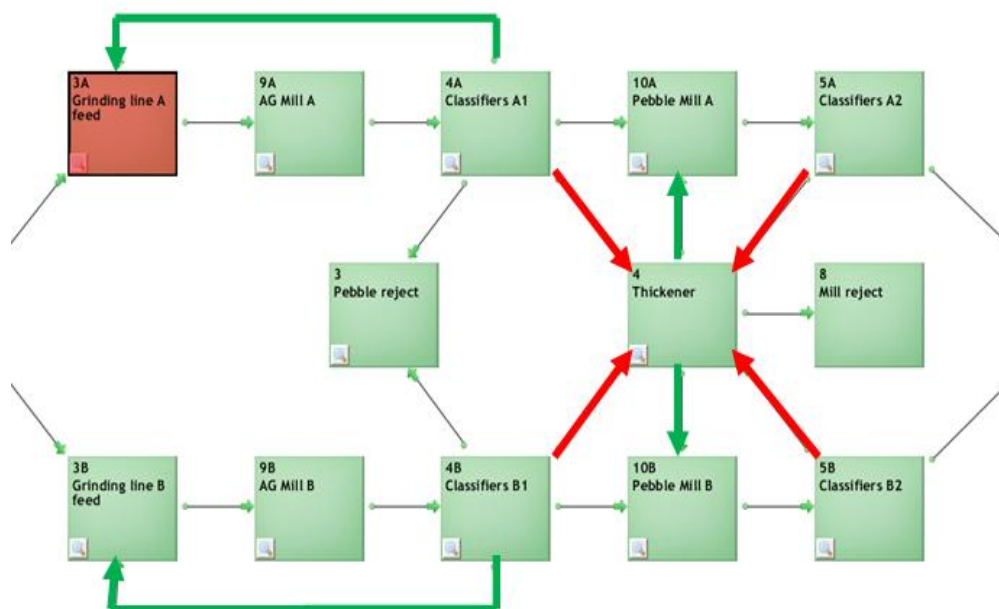 3A
Grinding line A
feed
9A
AG Mill A
4A
Classifiers A1
10A
Pebble Mill A
5A
Classifiers A2
3
Pebble reject
4
Thickener
8
Mill reject
3B
Grinding line B
feed
9B
AG Mill B
4B
Classifiers B1
10B
Pebble Mill B
5B
Classifiers B2